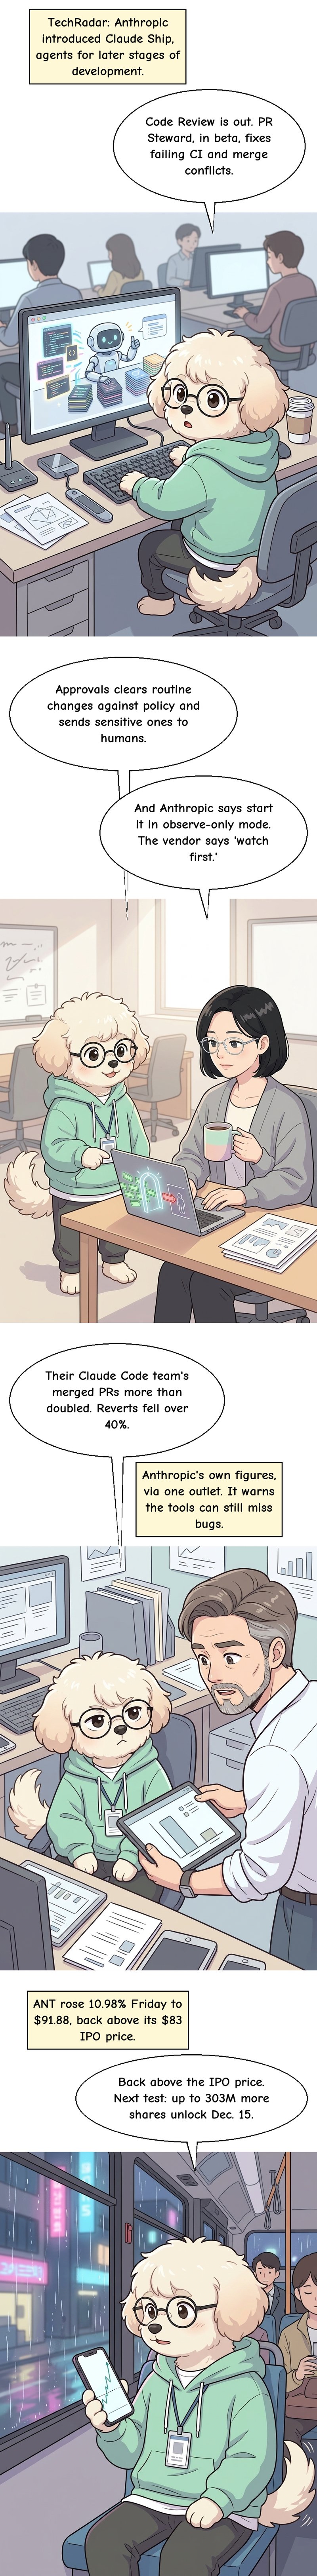 TechRadar: Anthropic
introduced Claude Ship,
agents for later stages of
development.
Code Review is out. PR
Steward, in beta, fixes
failing CI and merge
conflicts.
Approvals clears routine
changes against policy and
sends sensitive ones to
humans.
And Anthropic says start
it in observe-only mode.
The vendor says 'watch
first.'
Their Claude Code team's
merged PRs more than
doubled. Reverts fell over
40%.
Anthropic's own figures,
via one outlet. It warns
the tools can still miss
bugs.
ANT rose 10.98% Friday to
$91.88, back above its $83
IPO price.
Back above the IPO price.
Next test: up to 303M more
shares unlock Dec. 15.